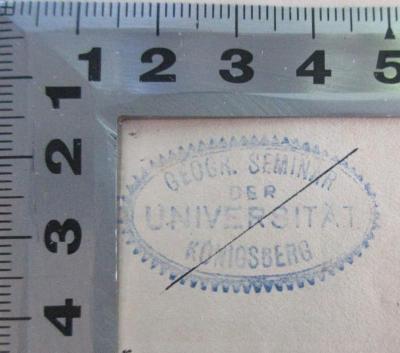 1 2 3 4 5
1
2
3
4
GEOGR. SEMINAR
DER
UNIVERSITÄT
KÖNIGSBERG